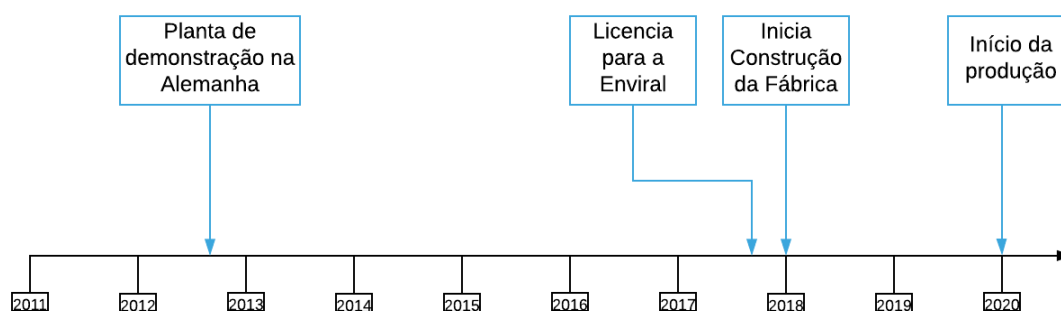 Planta de
demonstração na
Alemanha
Licencia
para a
Enviral
Inicia
Construção
da Fábrica
Início da
produção
2011
2012
2013
2014
2015
2016
2017
2018
2019
2020